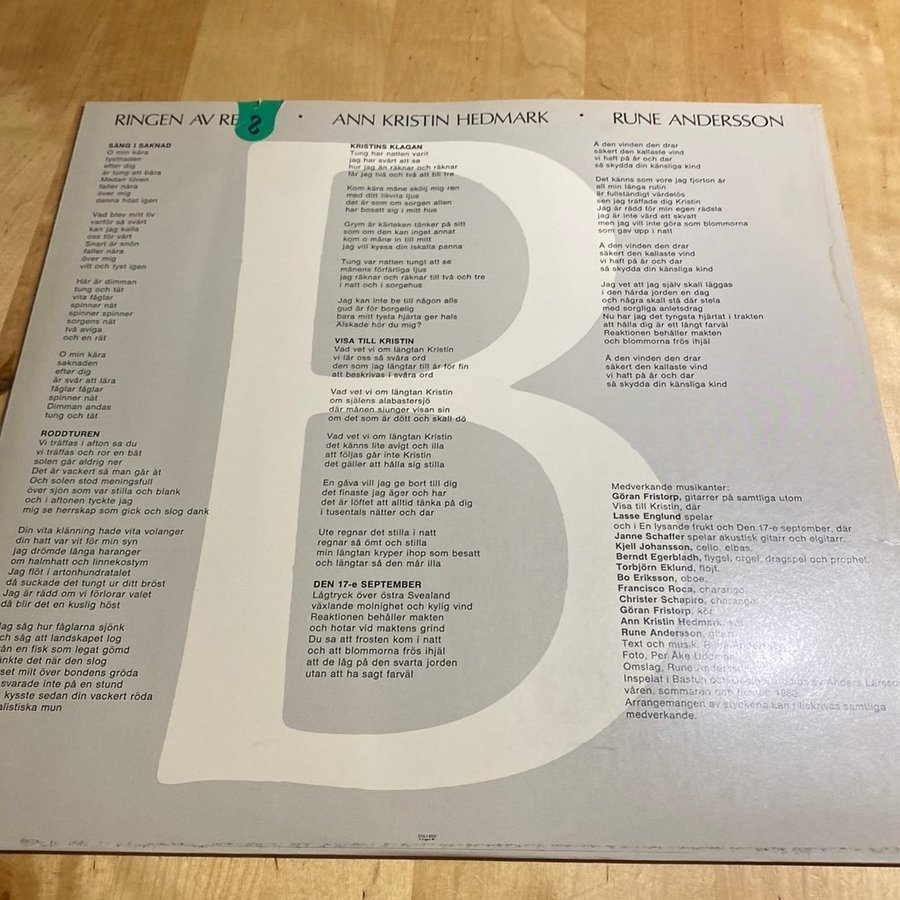 RINGEN AV RE 8 • ANN KRISTIN HEDMARK • RUNE ANDERSSON
SÅNG I SAKNAD
O min kära
tystnaden
efter dig
är tung att bära
Medan löven
faller nära
över mig
denna höst igen
Vad blev mitt liv
varför så svårt
kan jag kalla
oss för vårt
Snart är snön
faller nära
över mig
vitt och tyst igen
Här är dimman
tung och tät
vita fåglar
spinner nät
spinner spinner
sorgens nät
två aviga
och en rät
O min kära
saknaden
efter dig
är svår att lära
fåglar fåglar
spinner nät
Dimman andas
tung och tät
RODDTUREN
Vi träffas i afton sa du
vi träffas och ror en båt
solen går aldrig ner
Det är vackert så man går åt
Och solen stod meningsfull
över sjön som var stilla och blank
och i aftonen tyckte jag
mig se herrskap som gick och slog dank
Din vita klänning hade vita volanger
din hatt var vit för min syn
jag drömde långa haranger
om halmhatt och linnekostym
Jag flöt i artonhundratalet
då suckade det tungt ur ditt bröst
Jag är rädd om vi förlorar valet
då blir det en kuslig höst
ag såg hur fåglarna sjönk
ch såg att landskapet log
ån en fisk som legat gömd
nkte det när den slog
set milt över bondens gröda
svarade inte på en stund
kysste sedan din vackert röda
alistiska mun
KRISTINS KLAGAN
Tung har natten varit
jag har svårt att se
hur jag än räknar och räknar
får jag två och två att bli tre
Kom kära måne skölj mig ren
med ditt likvita ljus
det är som om sorgen allen
har bosatt sig i mitt hus
Grym är kärleken tänker på sitt
som om den kan inget annat
kom o måne in till mitt
jag vill kyssa din iskalla panna
Tung var natten tungt att se
månens förfärliga ljus
jag räknar och räknar till två och tre
i natt och i sorgehus
Jag kan inte be till någon alls
gud är för borgelig
bara mitt tysta hjärta ger hals
Älskade hör du mig?
VISA TILL KRISTIN
Vad vet vi om längtan Kristin
vi lär oss så svåra ord
den som jag längtar till är för fin
att beskrivas i svåra ord
Vad vet vi om längtan Kristin
om själens alabastersjö
där månen sjunger visan sin
om det som är dött och skall dö
Vad vet vi om längtan Kristin
det känns lite avigt och illa
att följas går inte Kristin
det gäller att hålla sig stilla
En gåva vill jag ge bort till dig
det finaste jag äger och har
det är löftet att alltid tänka på dig
i tusentals nätter och dar
Ute regnar det stilla i natt
regnar så ömt och stilla
min längtan kryper ihop som besatt
och längtar så den mår illa
DEN 17-e SEPTEMBER
Lågtryck över östra Svealand
växlande molnighet och kylig vind
Reaktionen behåller makten
och hotar vid maktens grind
Du sa att frosten kom i natt
och att blommorna frös ihjäl
att de låg på den svarta jorden
utan att ha sagt farväl
Å den vinden den drar
säkert den kallaste vind
vi haft på år och dar
så skydda din känsliga kind
Det känns som vore jag fjorton år
all min långa rutin
är fullständigt värdelös
sen jag träffade dig Kristin
Jag är rädd för min egen rädsla
jag är inte värd ett skvatt
men jag vill inte göra som blommorna
som gav upp i natt
Å den vinden den drar
säkert den kallaste vind
vi haft på år och dar
så skydda din känsliga kind
Jag vet att jag själv skall läggas
i den hårda jorden en dag
och några skall stå där stela
med sorgliga anletsdrag
Nu har jag det tyngsta hjärtat i trakten
att hålla dig är ett långt farväl
Reaktionen behåller makten
och blommorna frös ihjäl
Å den vinden den drar
säkert den kallaste vind
vi haft på år och dar
så skydda din känsliga kind
Medverkande musikanter:
Göran Fristorp, gitarrer på samtliga utom
Visa till Kristin, där
Lasse Englund spelar
och i En lysande frukt och Den 17-e september, där
Janne Schaffer spelar akustisk gitarr och elgitarr.
Kjell Johansson, cello, elbas.
Berndt Egerbladh, flygel, orgel, dragspel och prophet.
Torbjörn Eklund, flöjt.
Bo Eriksson, oboe.
Francisco Roca, charango.
Christer Schapiro, charango.
Göran Fristorp, kör.
Ann Kristin Hedmark,
Rune Andersson,
Text och musik,
Foto, Per Åke
Omslag, Rune Andersson
Inspelat i Bastun och av Anders Larsson
våren, sommaren och
Arrangemangen av styckena kan tillskrivas samtliga
medverkande.
B